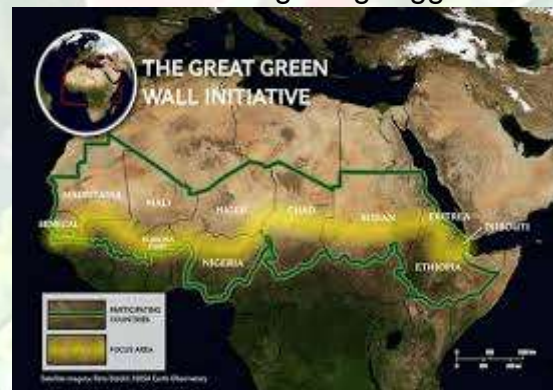 THE GREAT GREEN
WALL INITIATIVE
MAURITANIA
MALI
NIGER
CHAD
SUDAN
ERITREA
SENEGAL
DJIBOUTI
BURKINA
FASO
NIGERIA
ETHIOPIA
PARTICIPATING
COUNTRIES
FOCUS AREA